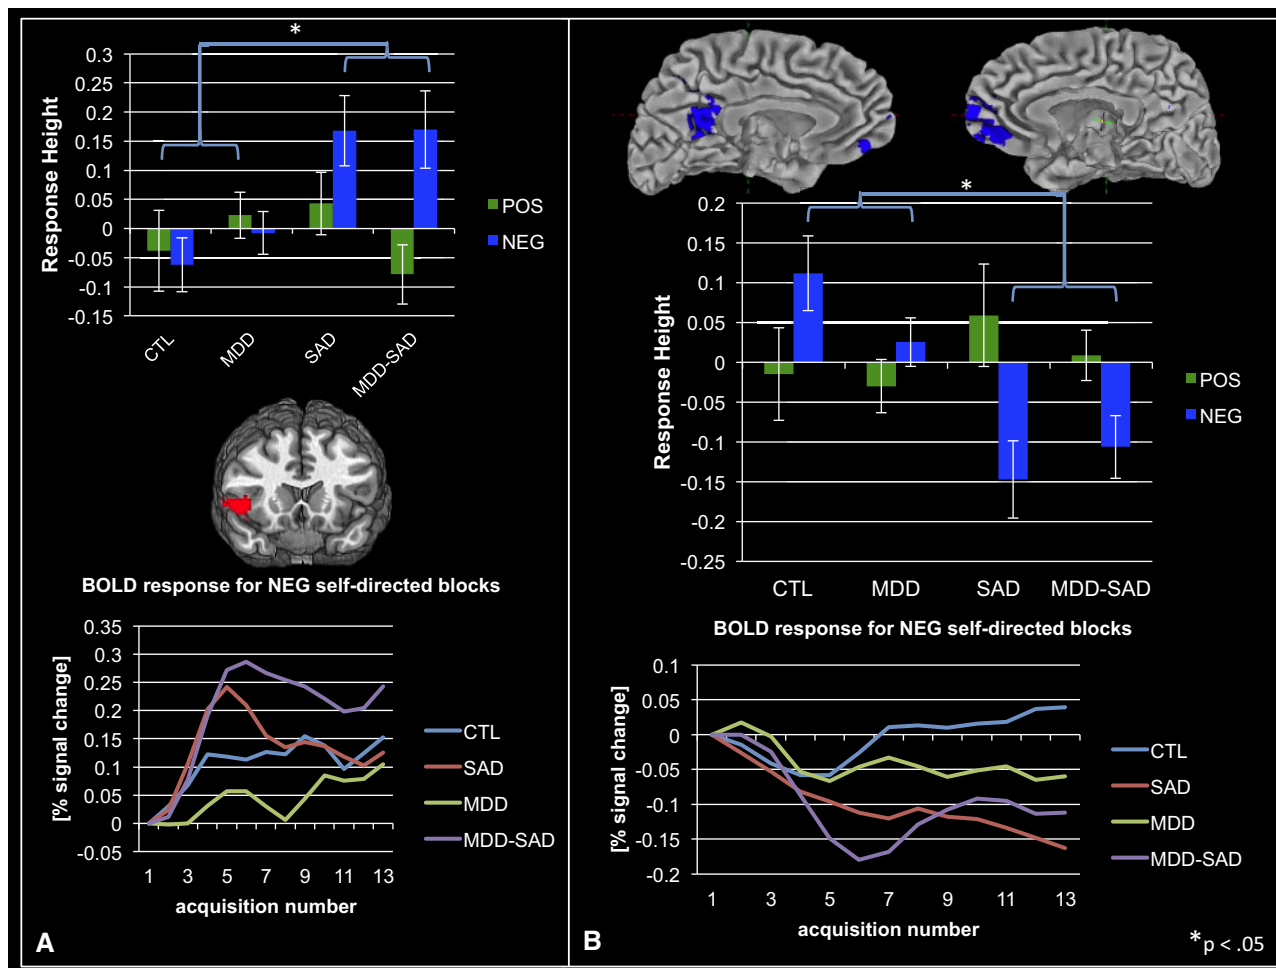 *
0.3
0.25
0.2
0.15
0.1
0.05
0
-0.05
-0.1
-0.15
Response Height
CTL MDD SAD MDD-SAD
POS
NEG
BOLD response for NEG self-directed blocks
0.35
0.3
0.25
0.2
0.15
0.1
0.05
0
-0.05
[% signal change]
1 3 5 7 9 11 13
acquisition number
CTL
SAD
MDD
MDD-SAD
A
*
0.2
0.15
0.1
0.05
0
-0.05
-0.1
-0.15
-0.2
-0.25
Response Height
CTL MDD SAD MDD-SAD
POS
NEG
BOLD response for NEG self-directed blocks
0.1
0.05
0
-0.05
-0.1
-0.15
-0.2
[% signal change]
1 3 5 7 9 11 13
acquisition number
CTL
SAD
MDD
MDD-SAD
B
*p < .05